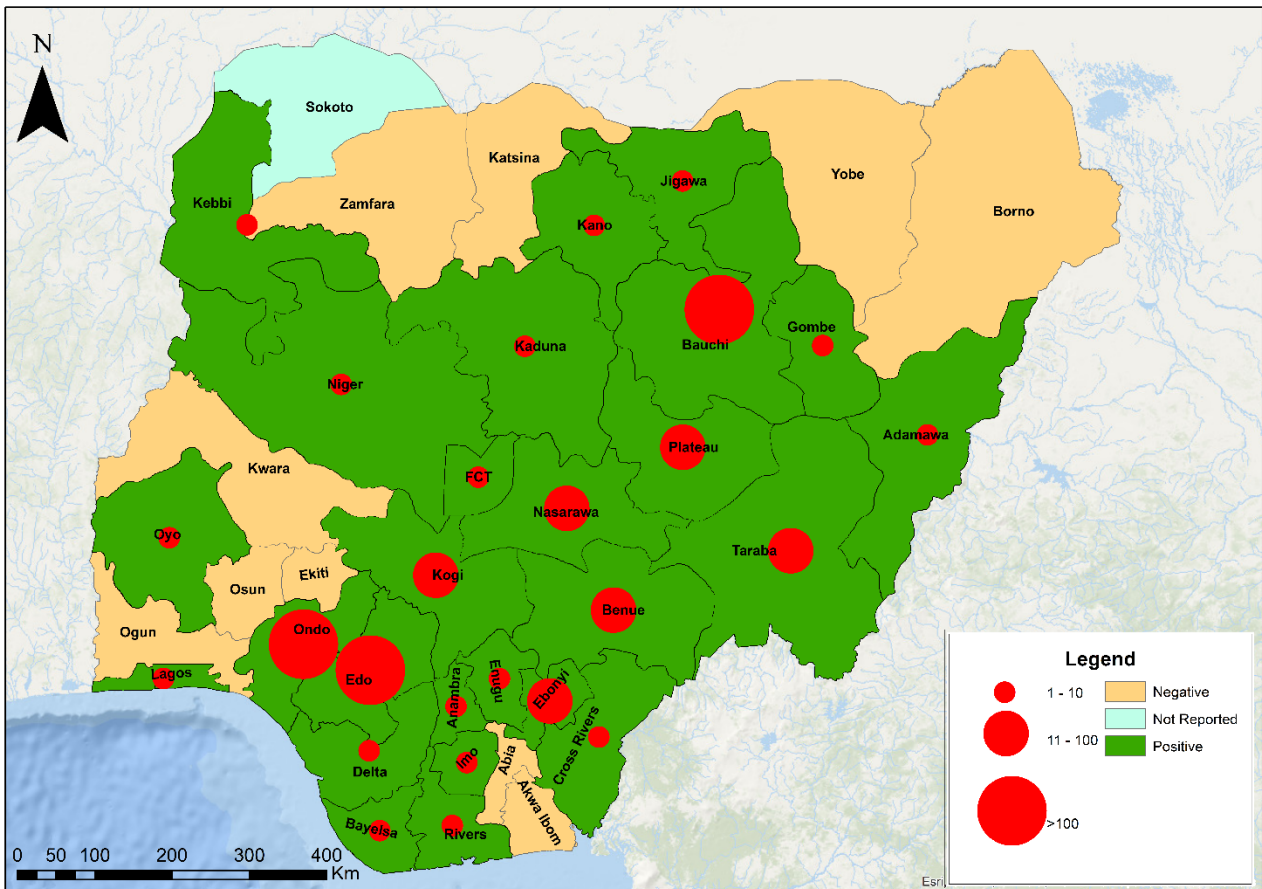 N
Sokoto
Katsina
Kebbi
Zamfara
Jigawa
Kano
Yobe
Borno
Kaduna
Bauchi
Gombe
Niger
Adamawa
Plateau
Kwara
FCT
Nasarawa
Oyo
Taraba
Kogi
Ekiti
Osun
Benue
Ogun
Ondo
Edo
Lagos
Anambra
Enugu
Ebonyi
Cross Rivers
Imo
Abia
Delta
Akwa Ibom
Bayelsa
Rivers
Legend
1 - 10
Negative
11 - 100
Not Reported
Positive
>100
0 50 100 200 300 400
Km
Esri